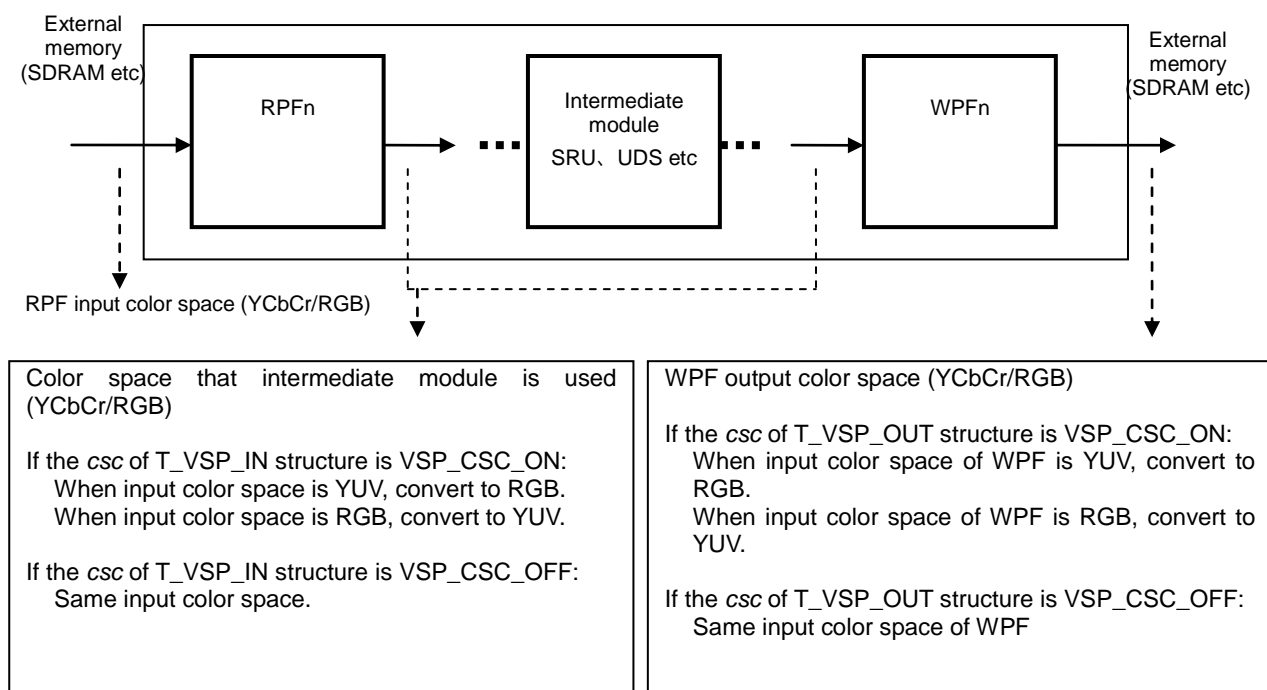 External
memory
(SDRAM etc)
RPFn
Intermediate
module
SRU、UDS etc
WPFn
External
memory
(SDRAM etc)
RPF input color space (YCbCr/RGB)
Color space that intermediate module is used
(YCbCr/RGB)
If the csc of T_VSP_IN structure is VSP_CSC_ON:
When input color space is YUV, convert to RGB.
When input color space is RGB, convert to YUV.
If the csc of T_VSP_IN structure is VSP_CSC_OFF:
Same input color space.
WPF output color space (YCbCr/RGB)
If the csc of T_VSP_OUT structure is VSP_CSC_ON:
When input color space of WPF is YUV, convert to
RGB.
When input color space of WPF is RGB, convert to
YUV.
If the csc of T_VSP_OUT structure is VSP_CSC_OFF:
Same input color space of WPF